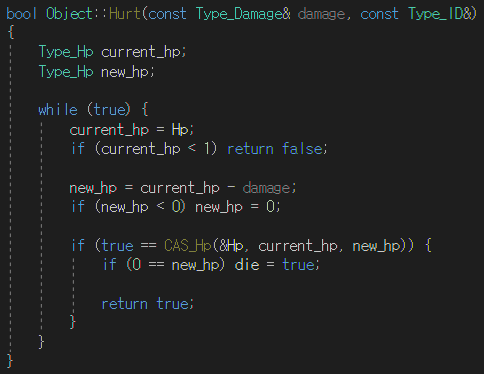 bool Object::Hurt(const Type_Damage& damage, const Type_ID&)
{
Type_Hp current_hp;
Type_Hp new_hp;
while (true) {
current_hp = Hp;
if (current_hp < 1) return false;
new_hp = current_hp - damage;
if (new_hp < 0) new_hp = 0;
if (true == CAS_Hp(&Hp, current_hp, new_hp)) {
if (0 == new_hp) die = true;
return true;
}
}
}